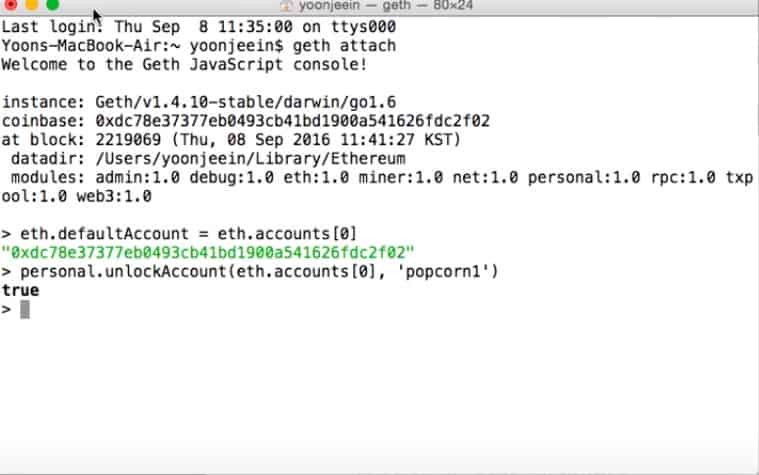 yoonjeein — geth — 80×24
Last login: Thu Sep  8 11:35:00 on ttys000
Yoons-MacBook-Air:~ yoonjeein$ geth attach
Welcome to the Geth JavaScript console!
instance: Geth/v1.4.10-stable/darwin/go1.6
coinbase: 0xdc78e37377eb0493cb41bd1900a541626fdc2f02
at block: 2219069 (Thu, 08 Sep 2016 11:41:27 KST)
 datadir: /Users/yoonjeein/Library/Ethereum
 modules: admin:1.0 debug:1.0 eth:1.0 miner:1.0 net:1.0 personal:1.0 rpc:1.0 txp
ool:1.0 web3:1.0
> eth.defaultAccount = eth.accounts[0]
"0xdc78e37377eb0493cb41bd1900a541626fdc2f02"
> personal.unlockAccount(eth.accounts[0], 'popcorn1')
true
>